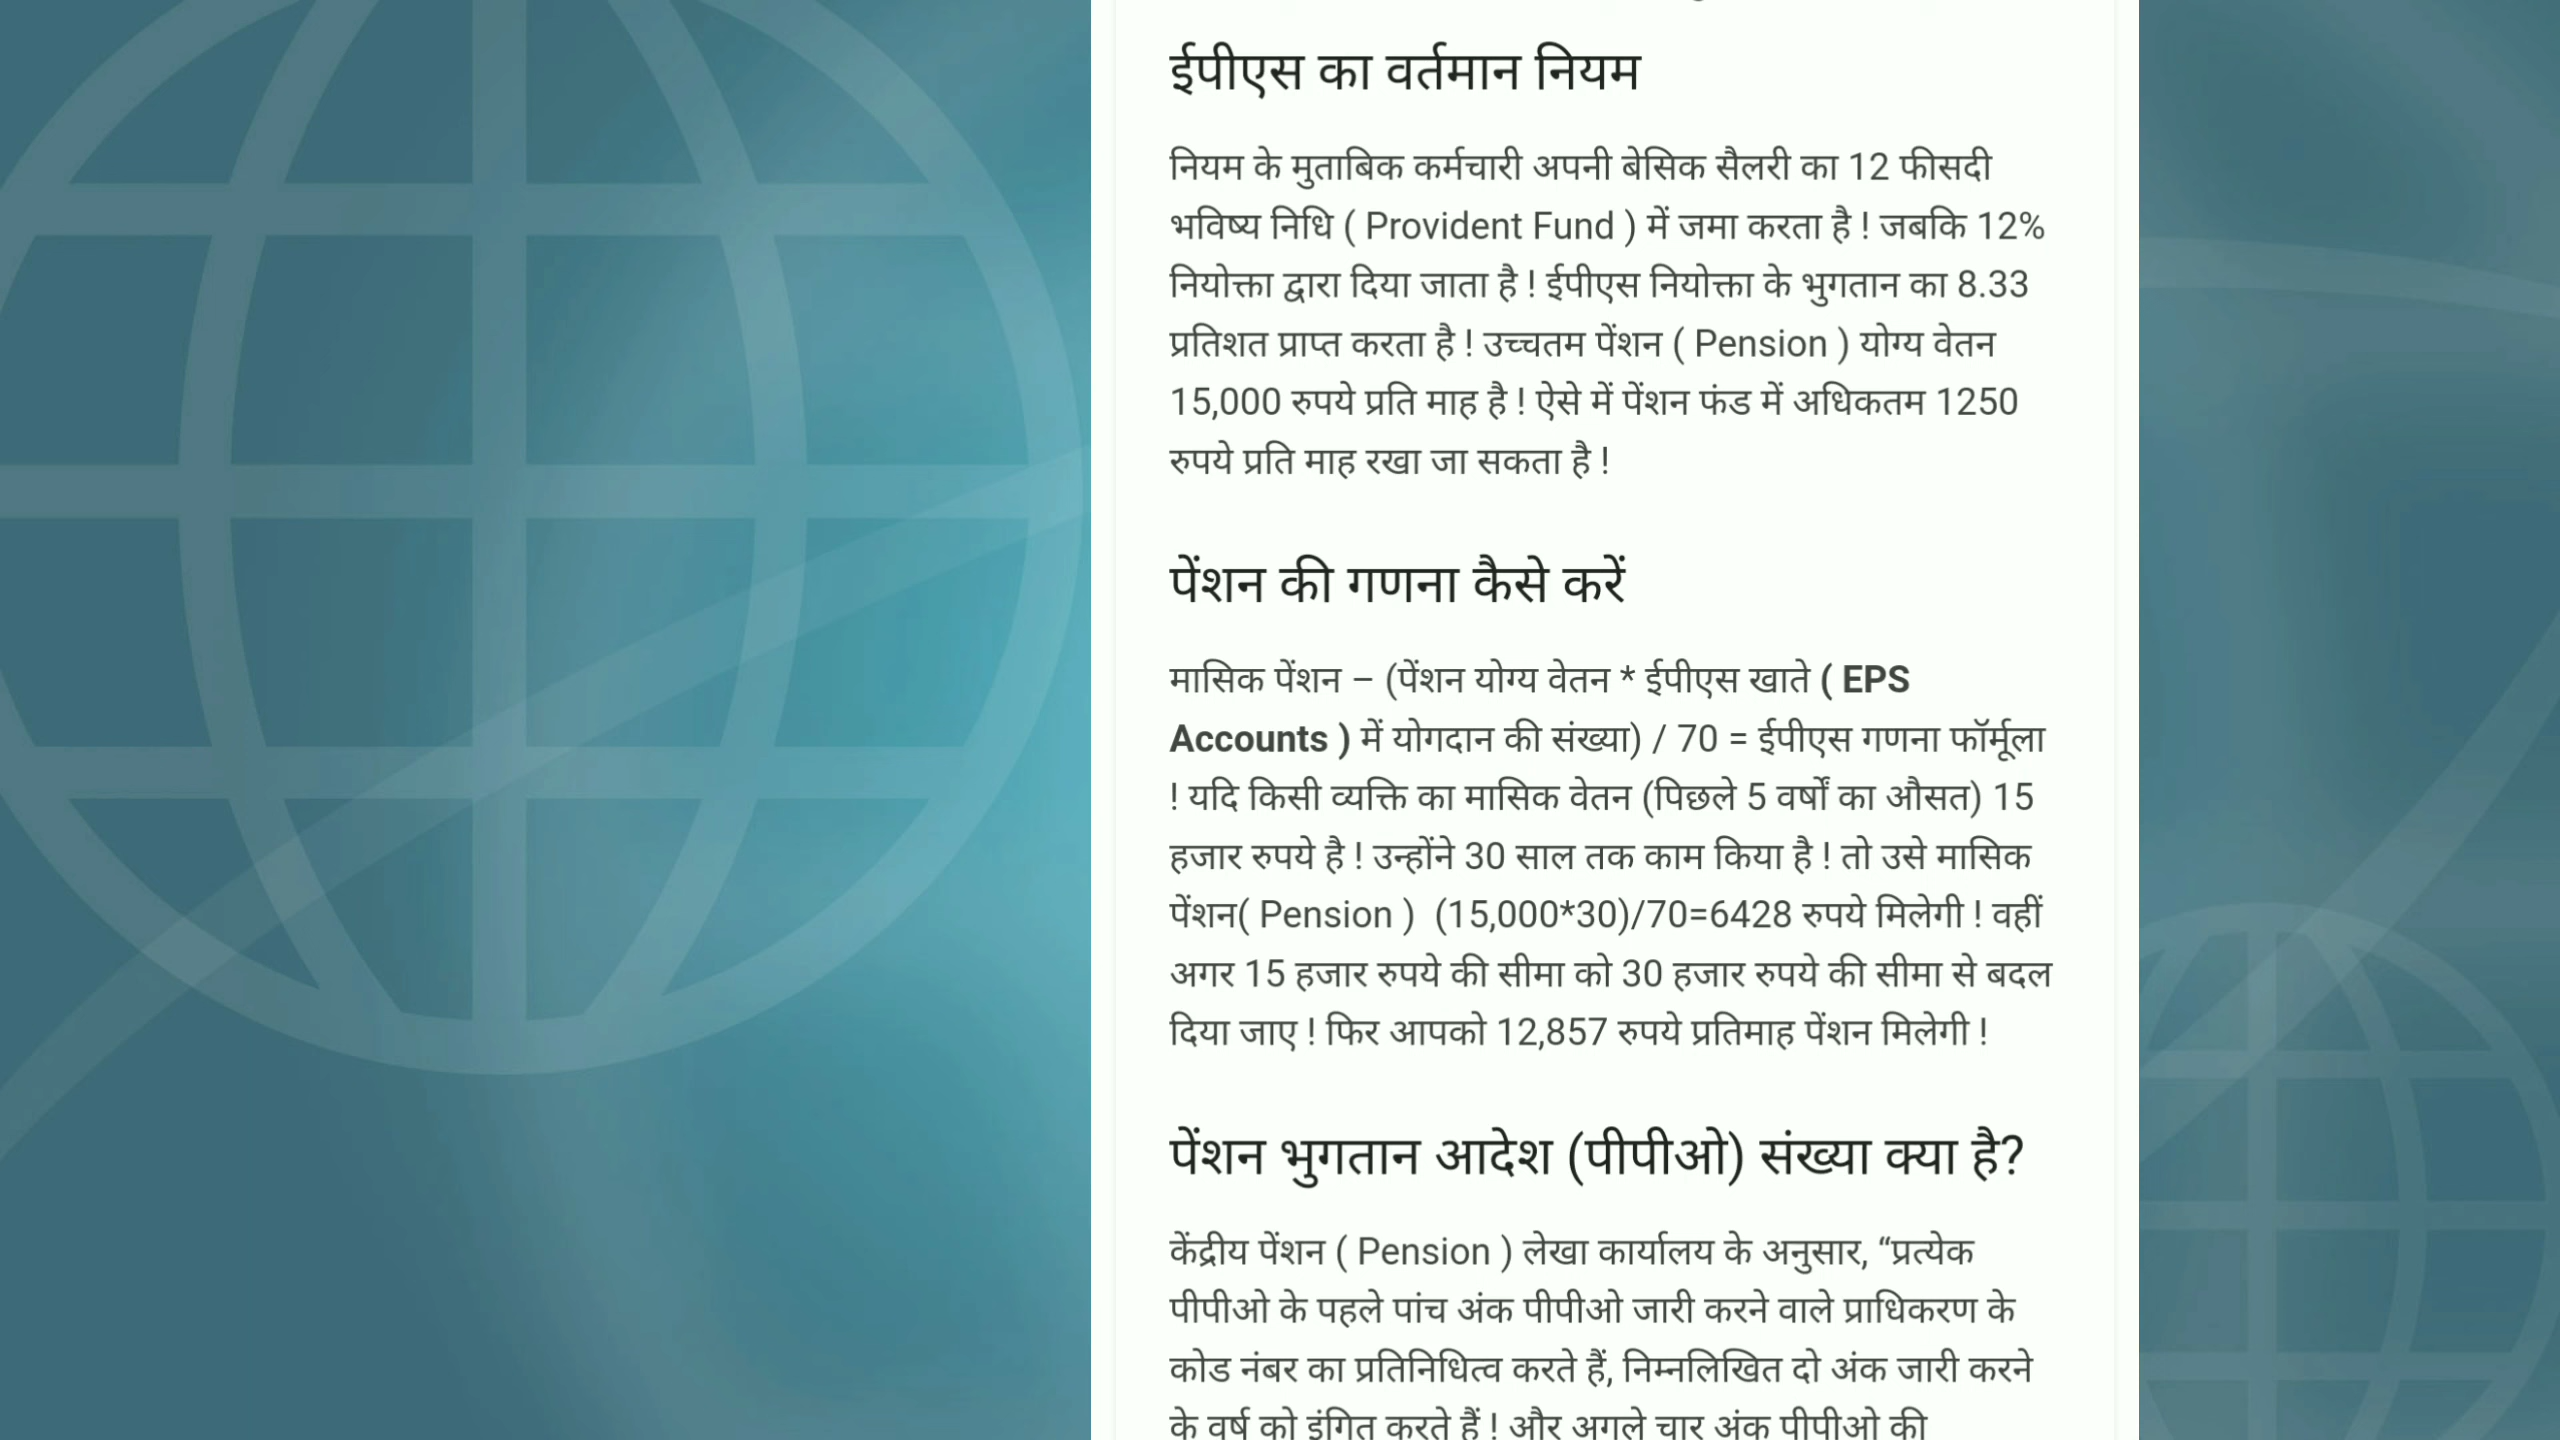 ईपीएस का वर्तमान नियम
नियम के मुताबिक कर्मचारी अपनी बेसिक सैलरी का 12 फीसदी
भविष्य निधि ( Provident Fund ) में जमा करता है ! जबकि 12%
नियोक्ता द्वारा दिया जाता है ! ईपीएस नियोक्ता के भुगतान का 8.33
प्रतिशत प्राप्त करता है ! उच्चतम पेंशन ( Pension ) योग्य वेतन
15,000 रुपये प्रति माह है ! ऐसे में पेंशन फंड में अधिकतम 1250
रुपये प्रति माह रखा जा सकता है !
पेंशन की गणना कैसे करें
मासिक पेंशन – (पेंशन योग्य वेतन * ईपीएस खाते ( EPS
Accounts ) में योगदान की संख्या) / 70 = ईपीएस गणना फॉर्मूला
! यदि किसी व्यक्ति का मासिक वेतन (पिछले 5 वर्षों का औसत) 15
हजार रुपये है ! उन्होंने 30 साल तक काम किया है ! तो उसे मासिक
पेंशन( Pension ) (15,000*30)/70=6428 रुपये मिलेगी ! वहीं
अगर 15 हजार रुपये की सीमा को 30 हजार रुपये की सीमा से बदल
दिया जाए ! फिर आपको 12,857 रुपये प्रतिमाह पेंशन मिलेगी !
पेंशन भुगतान आदेश (पीपीओ) संख्या क्या है?
केंद्रीय पेंशन ( Pension ) लेखा कार्यालय के अनुसार, “प्रत्येक
पीपीओ के पहले पांच अंक पीपीओ जारी करने वाले प्राधिकरण के
कोड नंबर का प्रतिनिधित्व करते हैं, निम्नलिखित दो अंक जारी करने
के वर्ष को इंगित करते हैं ! और अगले चार अंक पीपीओ की